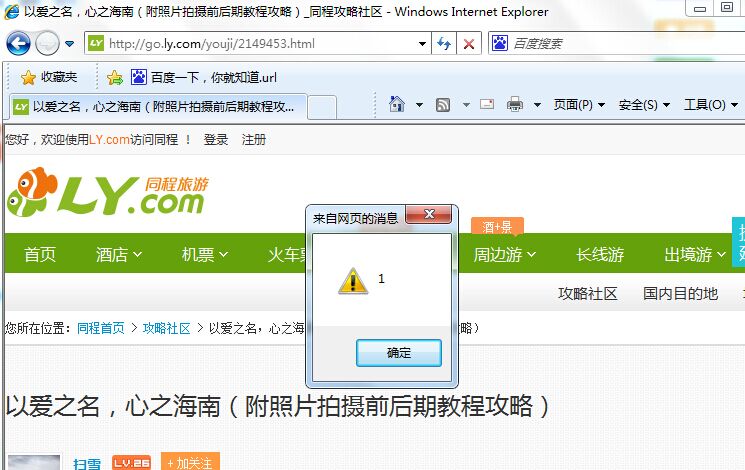 以爱之名，心之海南（附照片拍摄前后期教程攻略）_同程攻略社区 - Windows Internet Explorer
http://go.ly.com/youji/2149453.html
百度搜索
收藏夹
百度一下，你就知道.url
LY 以爱之名，心之海南（附照片拍摄前后期教程攻...
页面(P) 安全(S) 工具(O)
您好，欢迎使用LY.com访问同程 ！ 登录 注册
LY.com 同程旅游
来自网页的消息
酒+景
首页 酒店 机票 火车 周边游 长线游 出境游
1
攻略社区 国内目的地
您所在位置： 同程首页 > 攻略社区 > 以爱之名，心之海 略）
确定
以爱之名，心之海南（附照片拍摄前后期教程攻略）
扫雪 LV.26 + 加关注